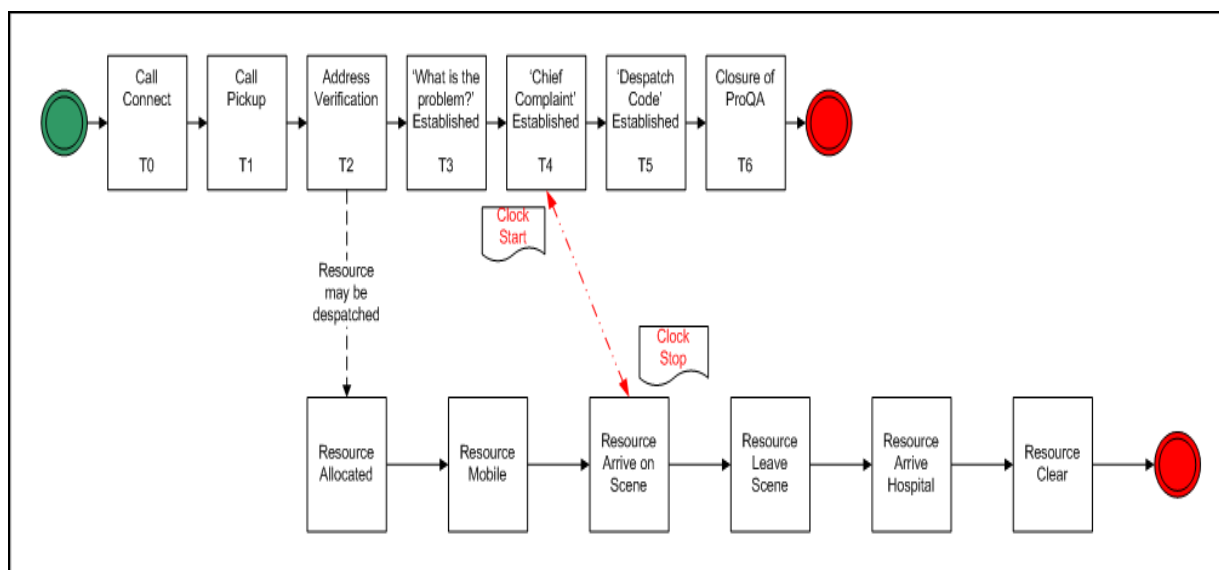 Call
Connect
T0
Call
Pickup
T1
Address
Verification
T2
‘What is the
problem?’
Established
T3
‘Chief
Complaint’
Established
T4
‘Despatch
Code’
Established
T5
Closure of
ProQA
T6
Clock
Start
Resource
may be
despatched
Clock
Stop
Resource
Allocated
Resource
Mobile
Resource
Arrive on
Scene
Resource
Leave
Scene
Resource
Arrive
Hospital
Resource
Clear